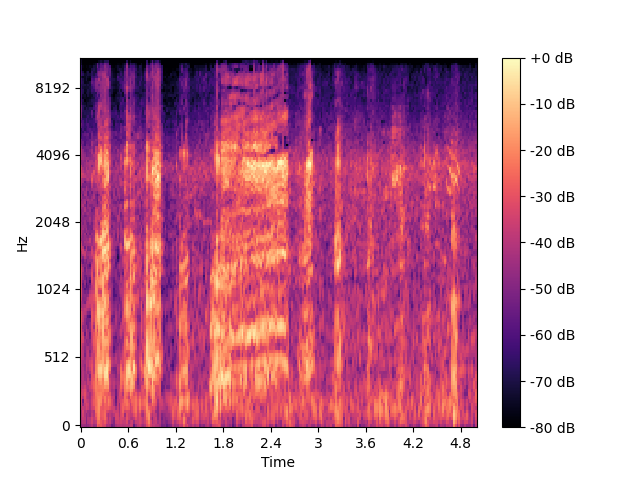 8192
4096
2048
1024
512
0
Hz
0 0.6 1.2 1.8 2.4 3 3.6 4.2 4.8
Time
+0 dB
-10 dB
-20 dB
-30 dB
-40 dB
-50 dB
-60 dB
-70 dB
-80 dB